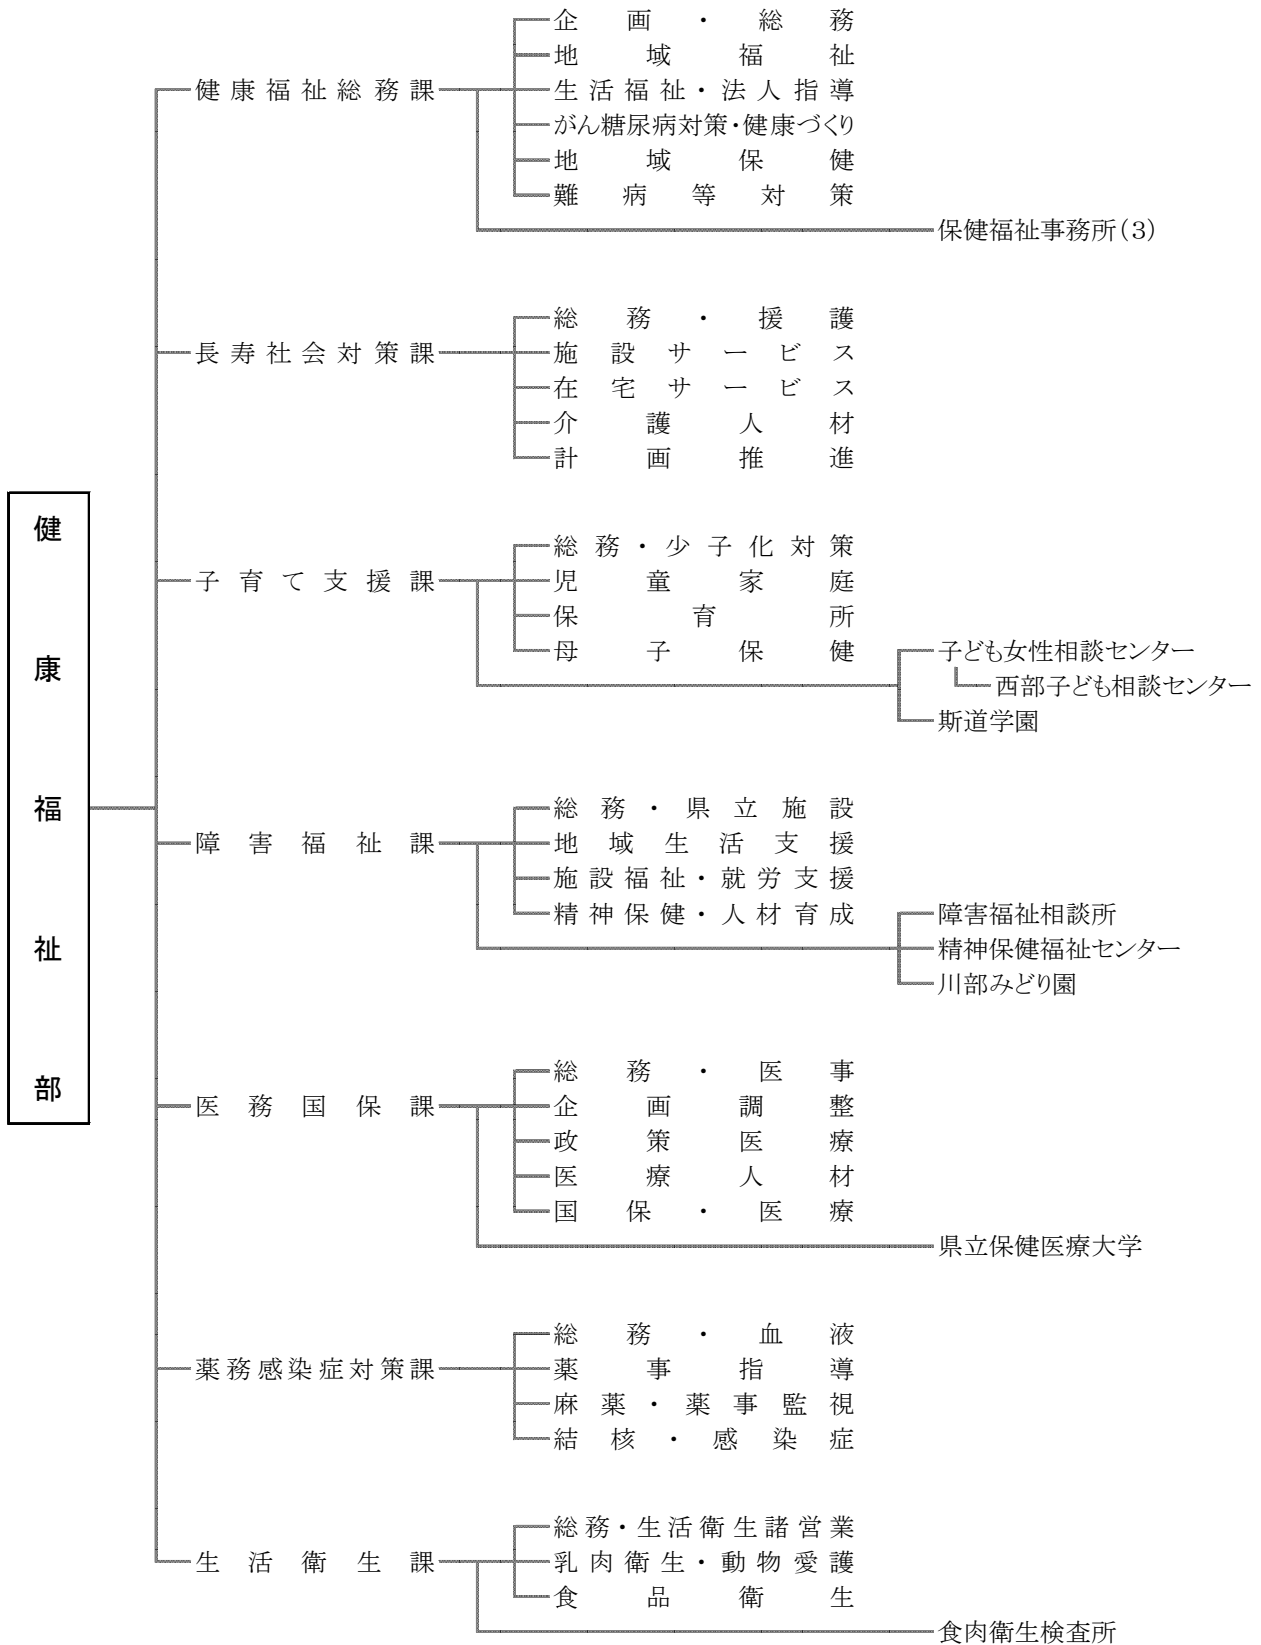 健康福祉部
健康福祉総務課
企画・総務
地域福祉
生活福祉・法人指導
がん糖尿病対策・健康づくり
地域保健
難病等対策
保健福祉事務所(3)
長寿社会対策課
総務・援護
施設サービス
在宅サービス
介護人材
計画推進
子育て支援課
総務・少子化対策
児童家庭
保育所
母子保健
子ども女性相談センター
西部子ども相談センター
斯道学園
障害福祉課
総務・県立施設
地域生活支援
施設福祉・就労支援
精神保健・人材育成
障害福祉相談所
精神保健福祉センター
川部みどり園
医務国保課
総務・医事
企画調整
政策医療
医療人材
国保・医療
県立保健医療大学
薬務感染症対策課
総務・血液
薬事指導
麻薬・薬事監視
結核・感染症
生活衛生課
総務・生活衛生諸営業
乳肉衛生・動物愛護
食品衛生
食肉衛生検査所